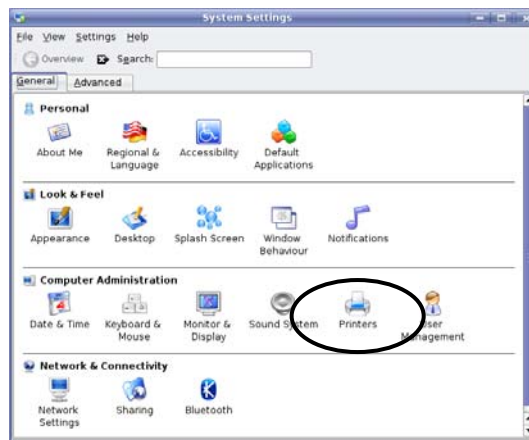 System Settings
File View Settings Help
Overview Search:
General Advanced
Personal
About Me Regional & Language Accessibility Default Applications
Look & Feel
Appearance Desktop Splash Screen Window Behaviour Notifications
Computer Administration
Date & Time Keyboard & Mouse Monitor & Display Sound System Printers User Management
Network & Connectivity
Network Settings Sharing Bluetooth